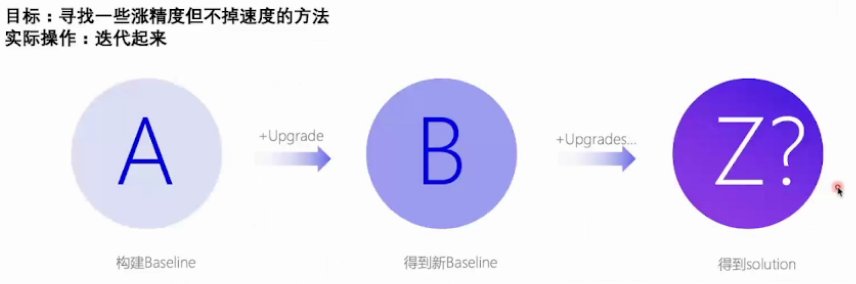 目标：寻找一些涨精度但不掉速度的方法
实际操作：迭代起来
A
+Upgrade
B
+Upgrades...
Z?
构建Baseline
得到新Baseline
得到solution